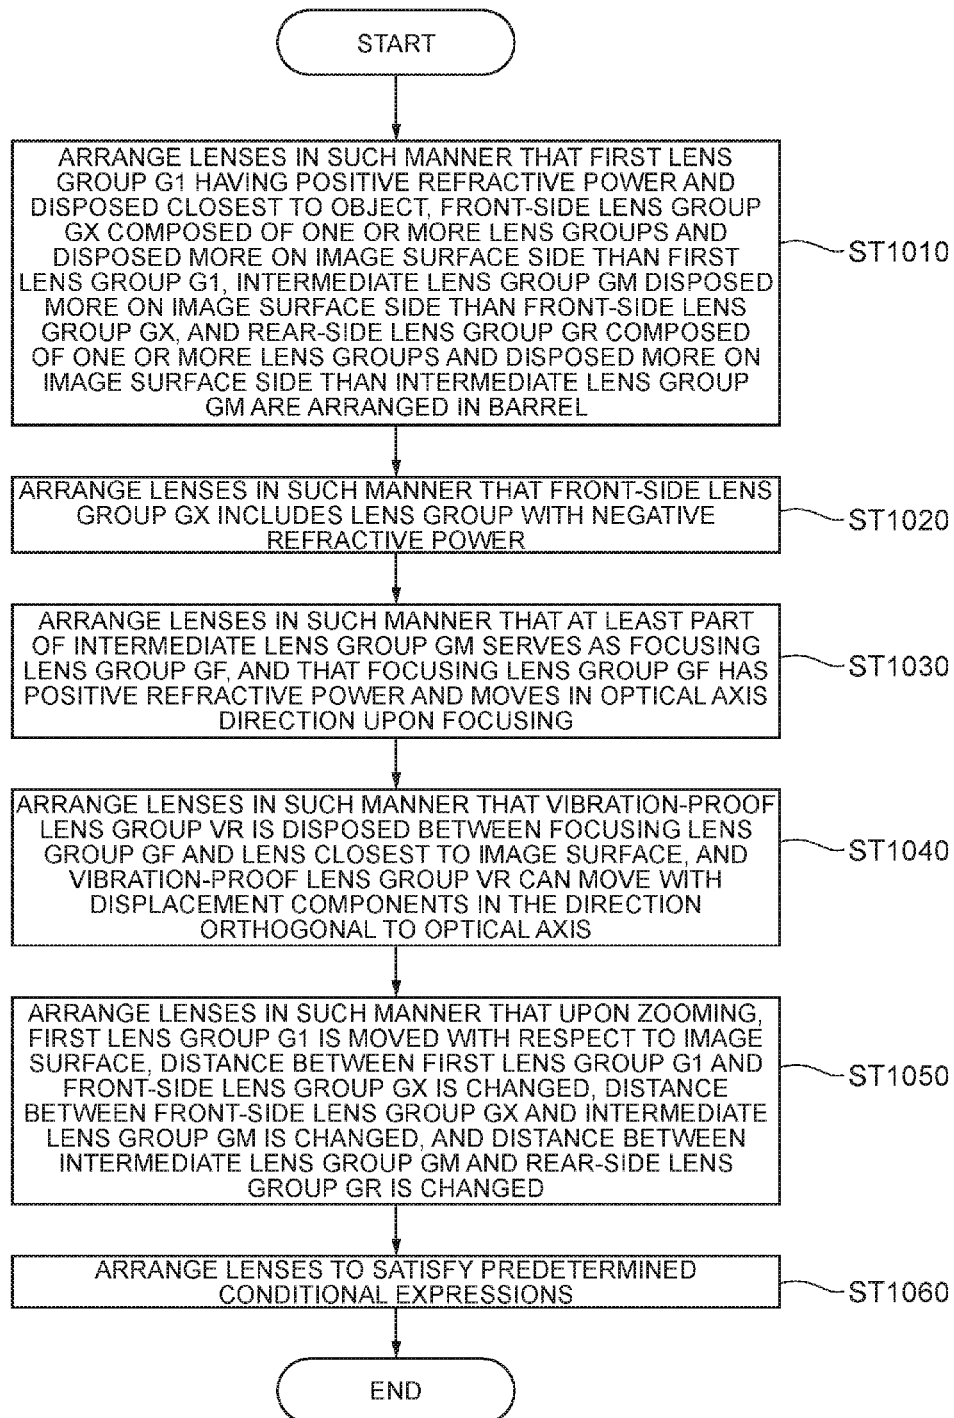 START
ARRANGE LENSES IN SUCH MANNER THAT FIRST LENS
GROUP G1 HAVING POSITIVE REFRACTIVE POWER AND
DISPOSED CLOSEST TO OBJECT, FRONT-SIDE LENS GROUP
GX COMPOSED OF ONE OR MORE LENS GROUPS AND
DISPOSED MORE ON IMAGE SURFACE SIDE THAN FIRST
LENS GROUP G1, INTERMEDIATE LENS GROUP GM DISPOSED
MORE ON IMAGE SURFACE SIDE THAN FRONT-SIDE LENS
GROUP GX, AND REAR-SIDE LENS GROUP GR COMPOSED
OF ONE OR MORE LENS GROUPS AND DISPOSED MORE ON
IMAGE SURFACE SIDE THAN INTERMEDIATE LENS GROUP
GM ARE ARRANGED IN BARREL
ST1010
ARRANGE LENSES IN SUCH MANNER THAT FRONT-SIDE LENS
GROUP GX INCLUDES LENS GROUP WITH NEGATIVE
REFRACTIVE POWER
ST1020
ARRANGE LENSES IN SUCH MANNER THAT AT LEAST PART
OF INTERMEDIATE LENS GROUP GM SERVES AS FOCUSING
LENS GROUP GF, AND THAT FOCUSING LENS GROUP GF HAS
POSITIVE REFRACTIVE POWER AND MOVES IN OPTICAL AXIS
DIRECTION UPON FOCUSING
ST1030
ARRANGE LENSES IN SUCH MANNER THAT VIBRATION-PROOF
LENS GROUP VR IS DISPOSED BETWEEN FOCUSING LENS
GROUP GF AND LENS CLOSEST TO IMAGE SURFACE, AND
VIBRATION-PROOF LENS GROUP VR CAN MOVE WITH
DISPLACEMENT COMPONENTS IN THE DIRECTION
ORTHOGONAL TO OPTICAL AXIS
ST1040
ARRANGE LENSES IN SUCH MANNER THAT UPON ZOOMING,
FIRST LENS GROUP G1 IS MOVED WITH RESPECT TO IMAGE
SURFACE, DISTANCE BETWEEN FIRST LENS GROUP G1 AND
FRONT-SIDE LENS GROUP GX IS CHANGED, DISTANCE
BETWEEN FRONT-SIDE LENS GROUP GX AND INTERMEDIATE
LENS GROUP GM IS CHANGED, AND DISTANCE BETWEEN
INTERMEDIATE LENS GROUP GM AND REAR-SIDE LENS
GROUP GR IS CHANGED
ST1050
ARRANGE LENSES TO SATISFY PREDETERMINED
CONDITIONAL EXPRESSIONS
ST1060
END